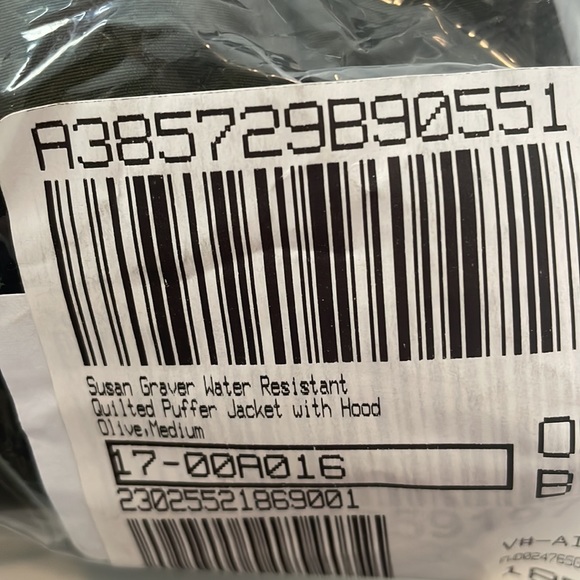 A385729B90551
Susan Graver Water Resistant
Quilted Puffer Jacket with Hood
Olive,Medium
17-00A016
B
23025521869001